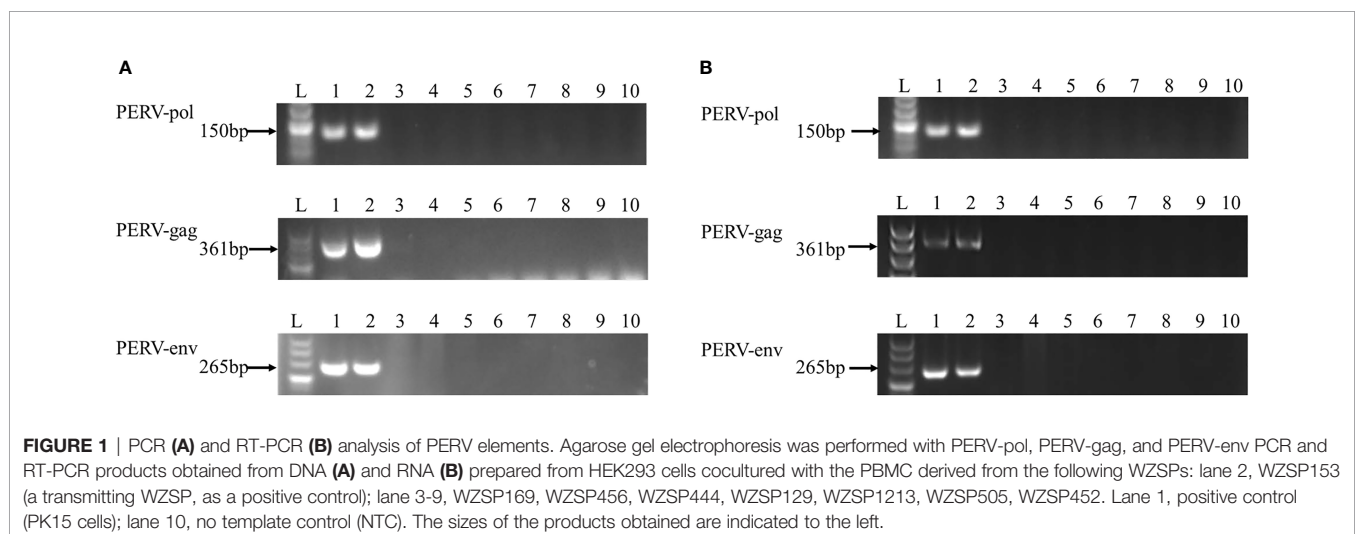 A
L 1 2 3 4 5 6 7 8 9 10
PERV-pol
150bp
L 1 2 3 4 5 6 7 8 9 10
PERV-gag
361bp
L 1 2 3 4 5 6 7 8 9 10
PERV-env
265bp
B
L 1 2 3 4 5 6 7 8 9 10
PERV-pol
150bp
L 1 2 3 4 5 6 7 8 9 10
PERV-gag
361bp
L 1 2 3 4 5 6 7 8 9 10
PERV-env
265bp
FIGURE 1 | PCR (A) and RT-PCR (B) analysis of PERV elements. Agarose gel electrophoresis was performed with PERV-pol, PERV-gag, and PERV-env PCR and
RT-PCR products obtained from DNA (A) and RNA (B) prepared from HEK293 cells cocultured with the PBMC derived from the following WZSPs: lane 2, WZSP153
(a transmitting WZSP, as a positive control); lane 3-9, WZSP169, WZSP456, WZSP444, WZSP129, WZSP1213, WZSP505, WZSP452. Lane 1, positive control
(PK15 cells); lane 10, no template control (NTC). The sizes of the products obtained are indicated to the left.